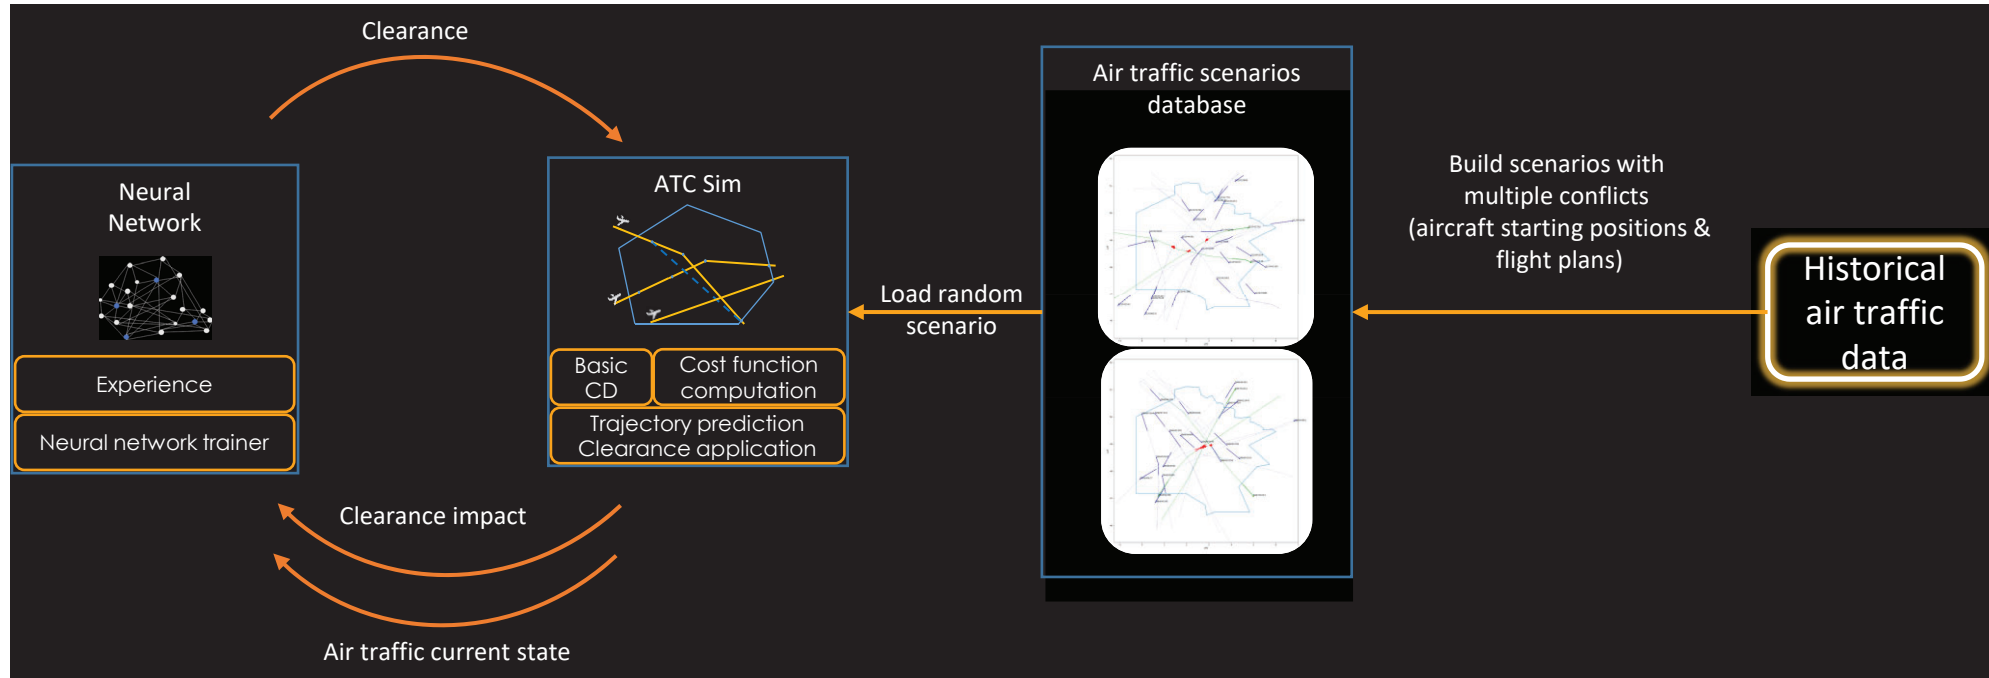 Clearance
Neural
Network
Experience
Neural network trainer
ATC Sim
Basic
CD
Cost function
computation
Trajectory prediction
Clearance application
Clearance impact
Air traffic current state
Load random
scenario
Air traffic scenarios
database
Build scenarios with
multiple conflicts
(aircraft starting positions &
flight plans)
Historical
air traffic
data